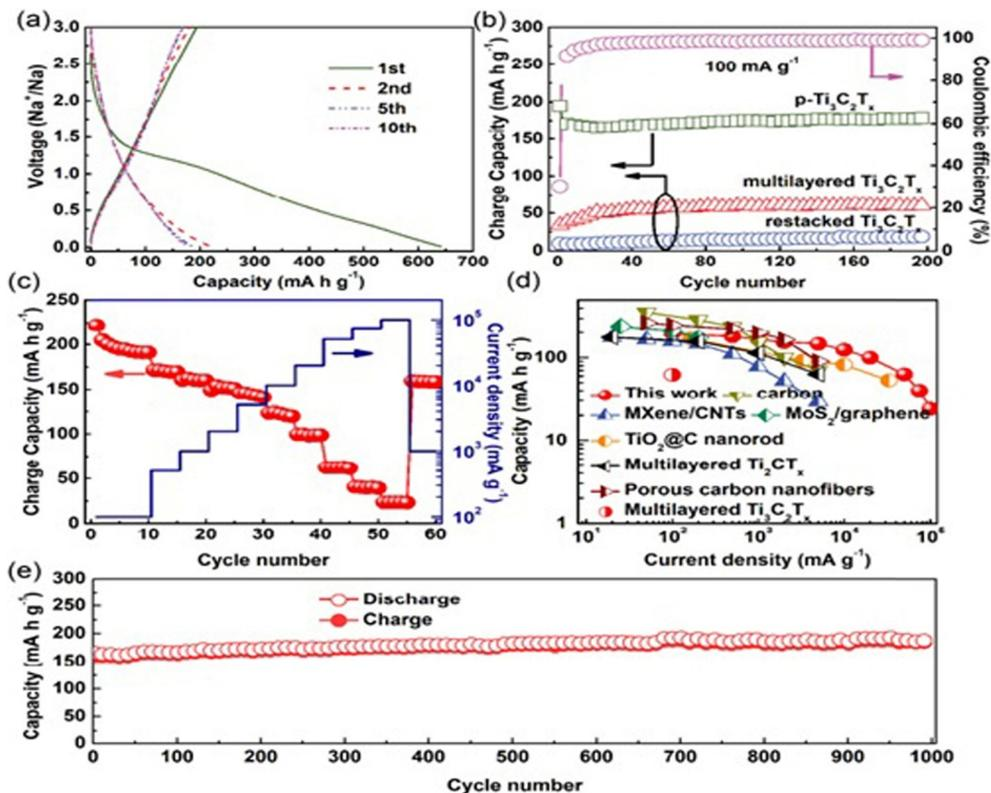 (a)
3.0
2.5
2.0
1.5
1.0
0.5
0.0
Voltage (Na⁺/Na)
1st
2nd
5th
10th
0 100 200 300 400 500 600 700
Capacity (mA h g⁻¹)
(b)
300
250
200
150
100
50
0
Charge Capacity (mA h g⁻¹)
100 mA g⁻¹
p-Ti₃C₂Tₓ
multilayered Ti₃C₂Tₓ
restacked Ti₃C₂Tₓ
100
80
60
40
20
0
Coulombic efficiency (%)
0 40 80 120 160 200
Cycle number
(c)
250
200
150
100
50
0
Charge Capacity (mA h g⁻¹)
10⁵
10⁴
10³
10²
Current density (mA g⁻¹)
0 10 20 30 40 50 60
Cycle number
(d)
100
10
1
Capacity (mA h g⁻¹)
This work carbon
MXene/CNTs MoS₂/graphene
TiO₂@C nanorod
Multilayered Ti₂CTₓ
Porous carbon nanofibers
Multilayered Ti₃C₂Tₓ
10¹ 10² 10³ 10⁴ 10⁵
Current density (mA g⁻¹)
(e)
300
250
200
150
100
50
0
Capacity (mA h g⁻¹)
Discharge
Charge
0 100 200 300 400 500 600 700 800 900 1000
Cycle number